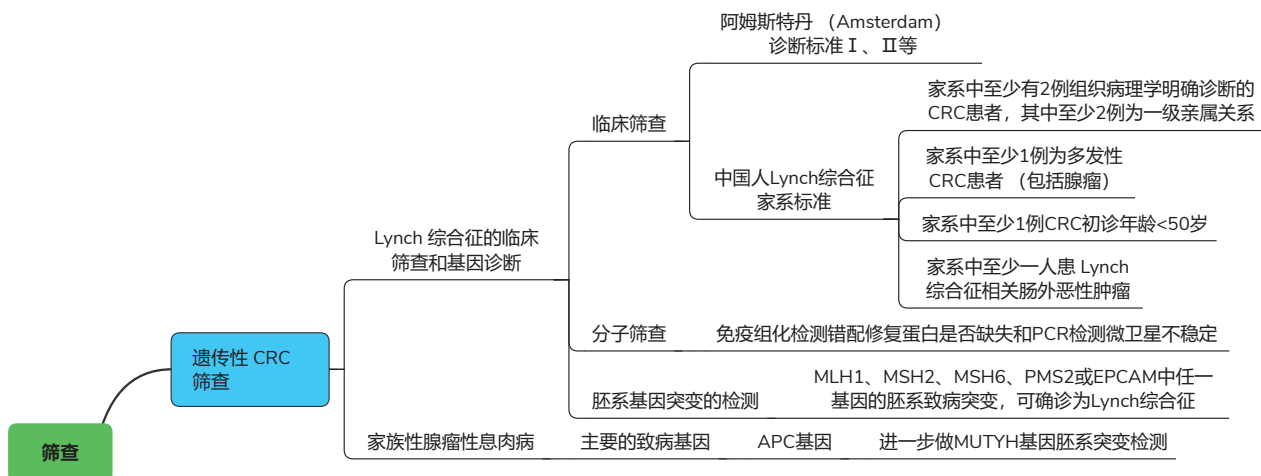 阿姆斯特丹 （Amsterdam）
诊断标准Ⅰ、Ⅱ等
家系中至少有2例组织病理学明确诊断的
CRC患者，其中至少2例为一级亲属关系
临床筛查
家系中至少1例为多发性
CRC患者 （包括腺瘤）
中国人Lynch综合征
家系标准
家系中至少1例CRC初诊年龄<50岁
Lynch 综合征的临床
筛查和基因诊断
家系中至少一人患 Lynch
综合征相关肠外恶性肿瘤
分子筛查
免疫组化检测错配修复蛋白是否缺失和PCR检测微卫星不稳定
遗传性 CRC
筛查
胚系基因突变的检测
MLH1、MSH2、MSH6、PMS2或EPCAM中任一
基因的胚系致病突变，可确诊为Lynch综合征
筛查
家族性腺瘤性息肉病
主要的致病基因
APC基因
进一步做MUTYH基因胚系突变检测